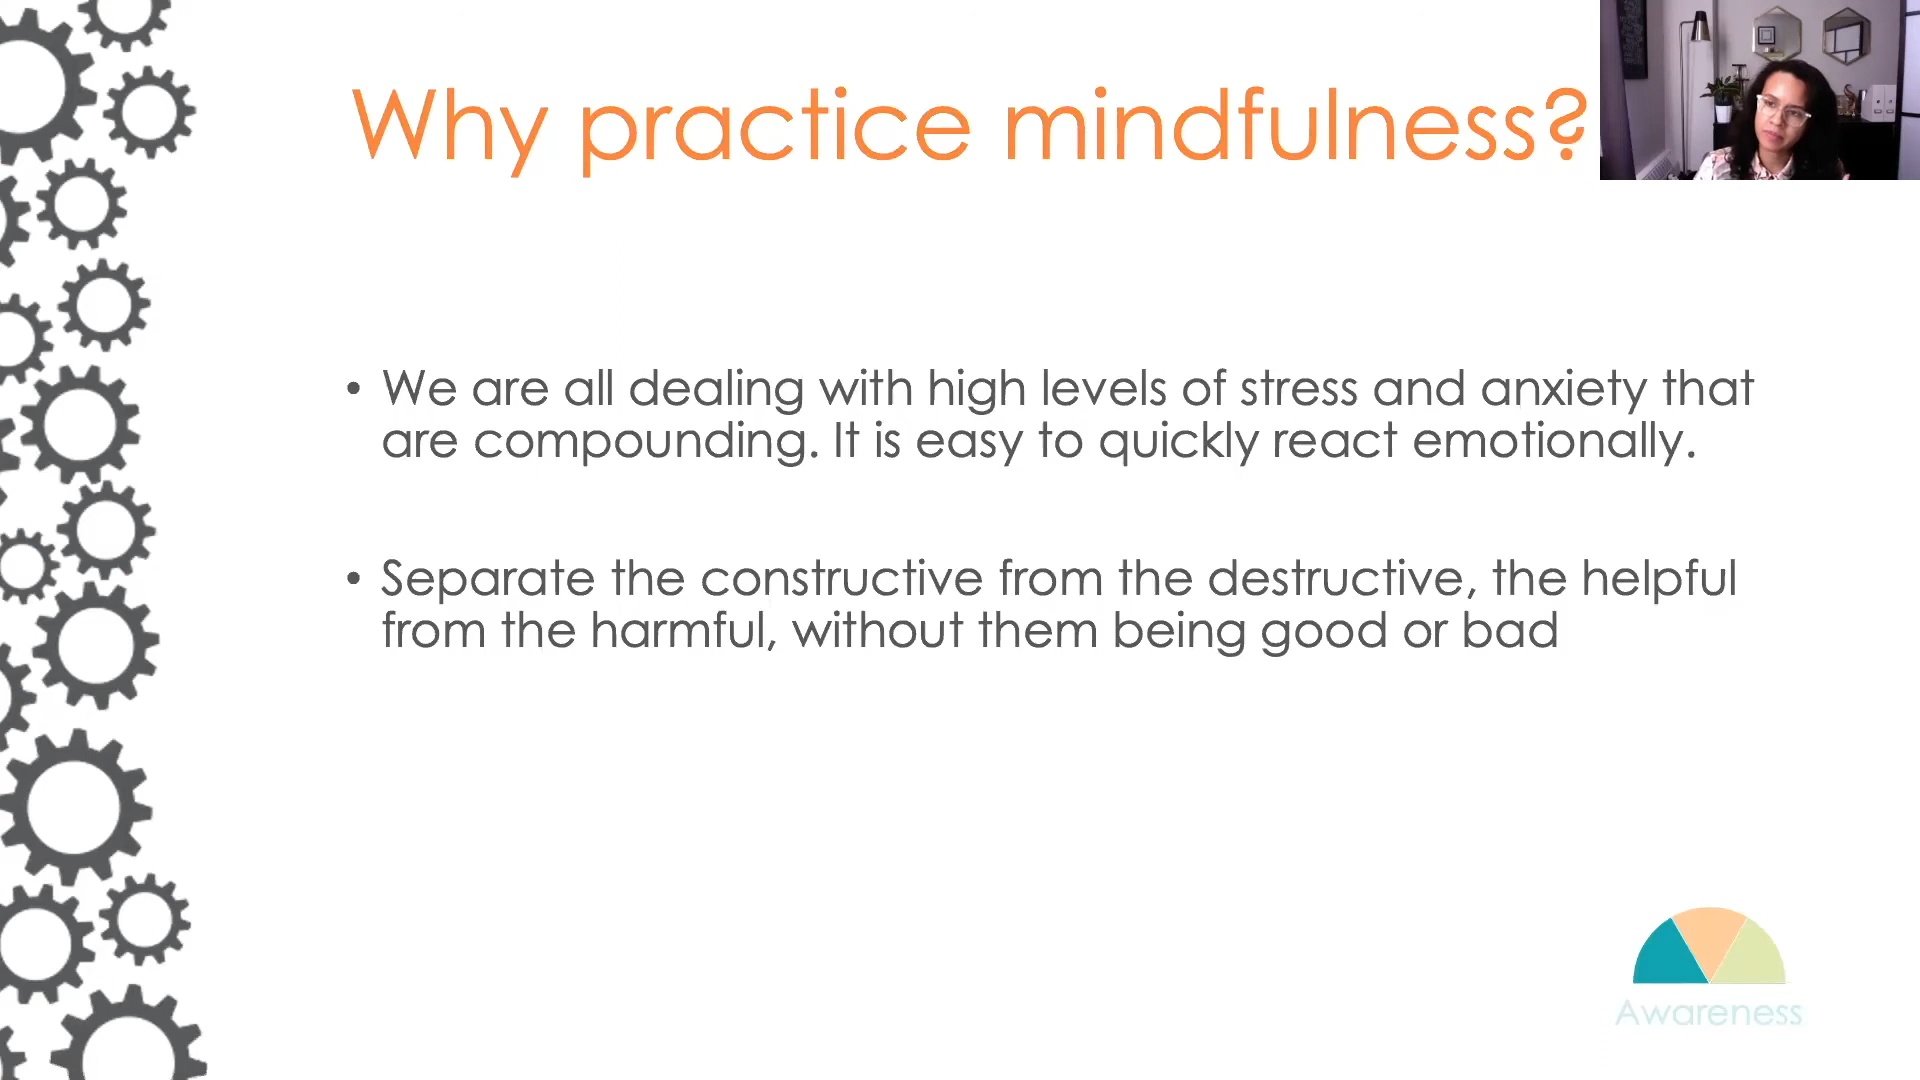 Why practice mindfulness?
• We are all dealing with high levels of stress and anxiety that
are compounding. It is easy to quickly react emotionally.
• Separate the constructive from the destructive, the helpful
from the harmful, without them being good or bad
Awareness